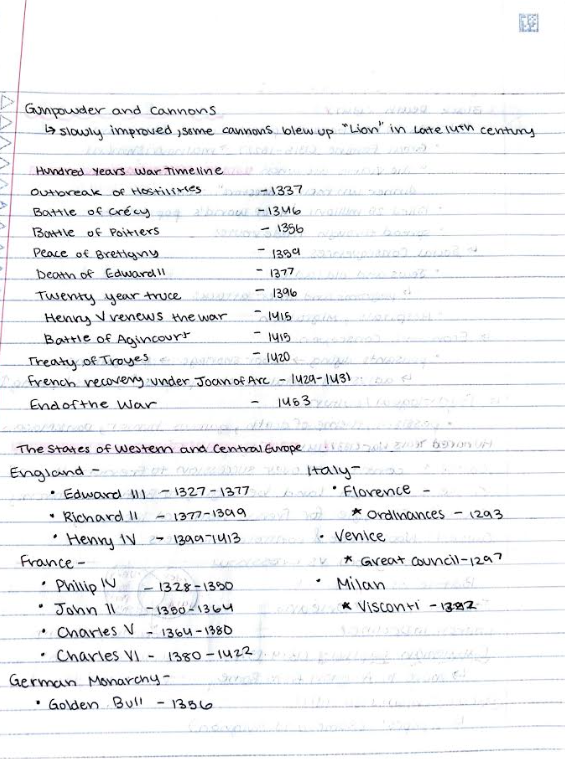 Gunpowder and cannons
↳ slowly improved, some cannons blew up "Lion" in late 14th century
Hundred Years War Timeline
Outbreak of Hostilities - 1337
Battle of Crécy - 1346
Battle of Poitiers - 1356
Peace of Bretigny - 1359
Death of Edward II - 1377
Twenty year truce - 1396
Henry V renews the war - 1415
Battle of Agincourt - 1415
Treaty of Troyes - 1420
French recovery under Joan of Arc - 1429-1431
End of the War - 1453
The States of Western and Central Europe
England -
• Edward III - 1327-1377
• Richard II - 1377-1399
• Henry IV - 1399-1413
France -
• Philip IV - 1328-1350
• John II - 1350-1364
• Charles V - 1364-1380
• Charles VI - 1380-1422
German Monarchy -
• Golden Bull - 1356
Italy -
• Florence -
★ Ordinances - 1293
• Venice
★ Great Council - 1297
• Milan
★ Visconti -